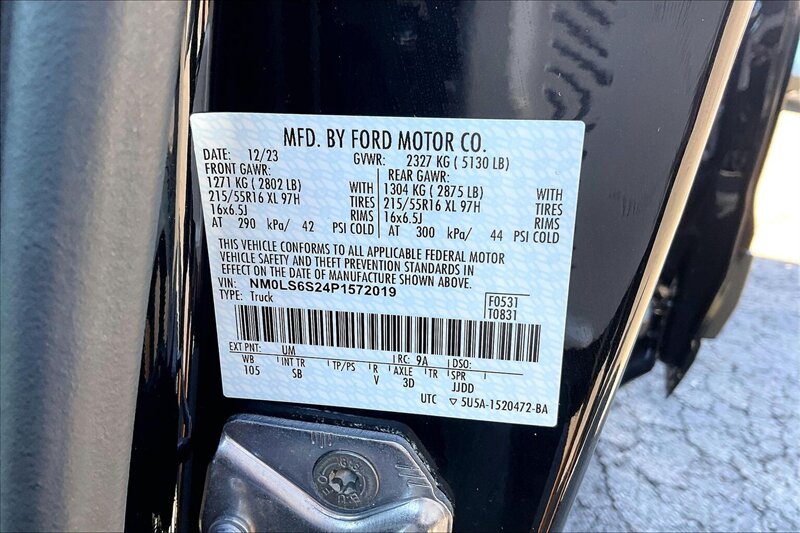 MFD. BY FORD MOTOR CO.
DATE: 12/23 GVWR: 2327 KG ( 5130 LB)
FRONT GAWR: REAR GAWR:
1271 KG ( 2802 LB) WITH 1304 KG ( 2875 LB) WITH
215/55R16 XL 97H TIRES 215/55R16 XL 97H TIRES
16x6.5J RIMS 16x6.5J RIMS
AT 290 kPa/ 42 PSI COLD AT 300 kPa/ 44 PSI COLD
THIS VEHICLE CONFORMS TO ALL APPLICABLE FEDERAL MOTOR
VEHICLE SAFETY AND THEFT PREVENTION STANDARDS IN
EFFECT ON THE DATE OF MANUFACTURE SHOWN ABOVE.
VIN: NM0LS6S24P1572019 F0531
TYPE: Truck T0831
EXT PNT: UM RC: 9A DSO:
WB INT TR TP/PS R AXLE TR SPR
105 SB V 3D JJDD
UTC ▽ 5U5A-1520472-BA